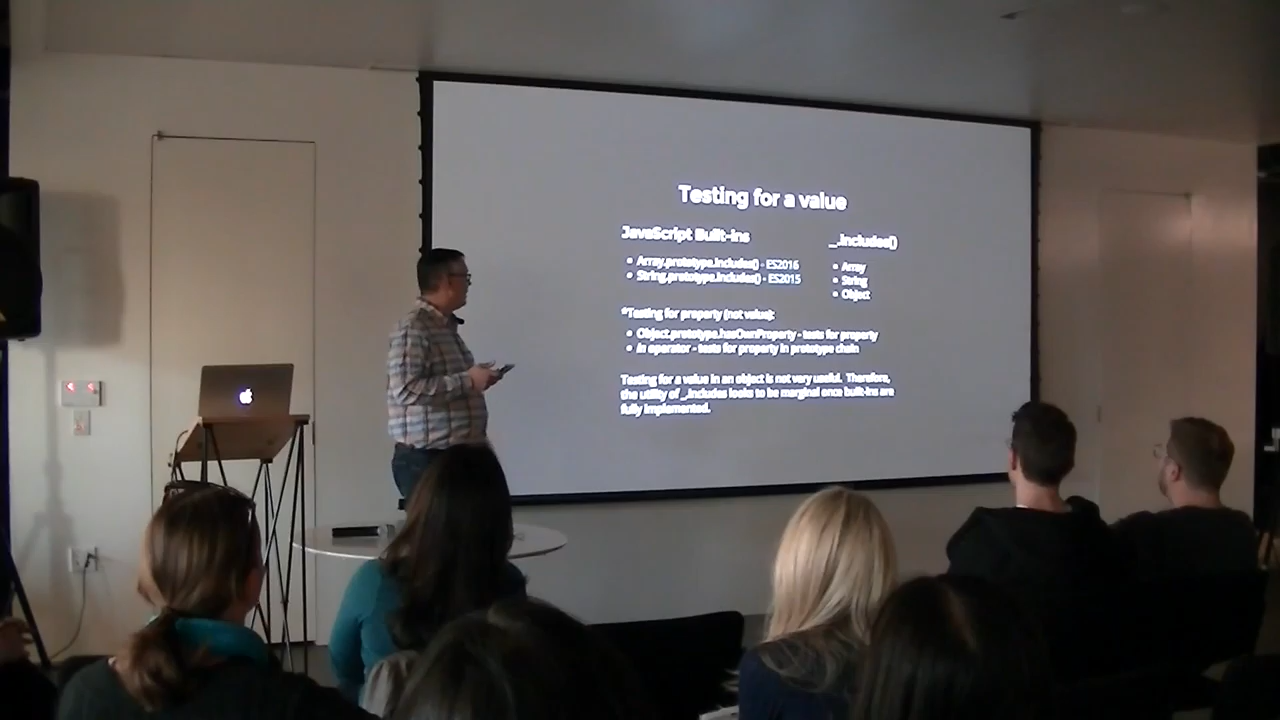 Testing for a value
JavaScript Built-ins
Array.prototype.includes() - ES2016
String.prototype.includes() - ES2015
*Testing for property (not value):
Object.prototype.hasOwnProperty - tests for property
in operator - tests for property in prototype chain
_.includes()
Array
String
Object
Testing for a value in an object is not very useful. Therefore,
the utility of _.includes looks to be marginal once built-ins are
fully implemented.